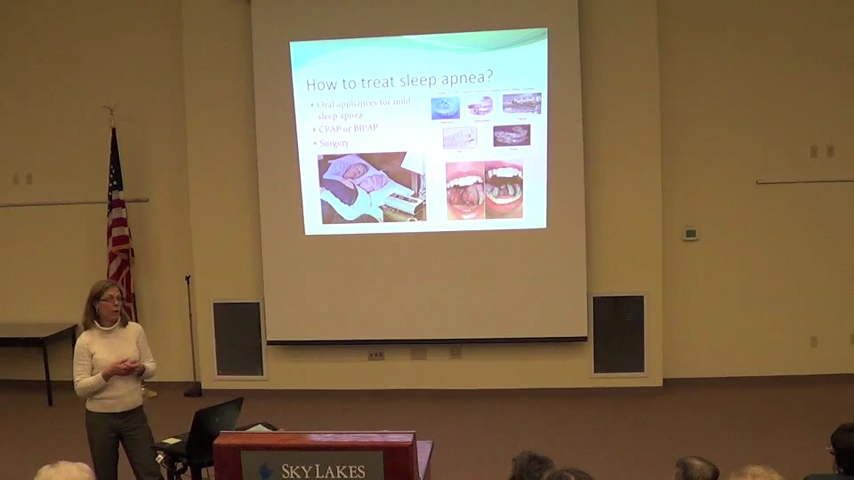 How to treat sleep apnea?
• Oral appliances for mild
sleep apnea
• CPAP or BIPAP
• Surgery
SKY LAKES